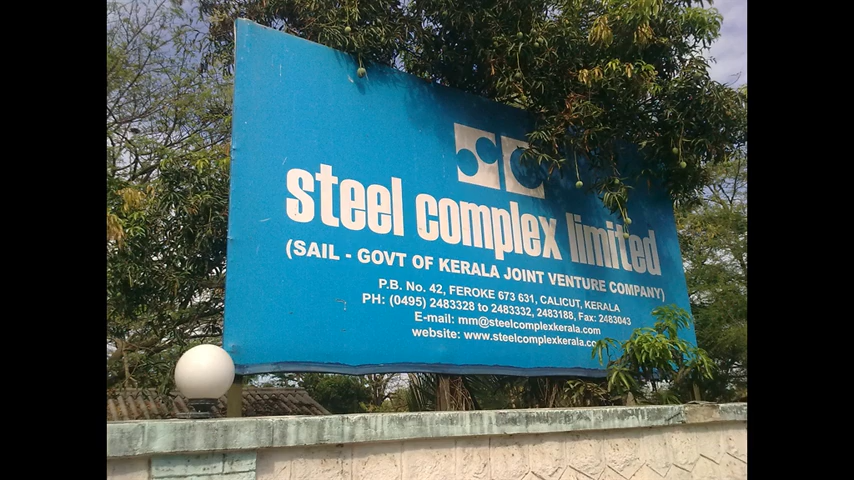 steel complex limited
(SAIL - GOVT OF KERALA JOINT VENTURE COMPANY)
P.B. No. 42, FEROKE 673 631, CALICUT, KERALA
PH: (0495) 2483328 to 2483332, 2483188, Fax: 2483043
E-mail: mm@steelcomplexkerala.com
website: www.steelcomplexkerala.co